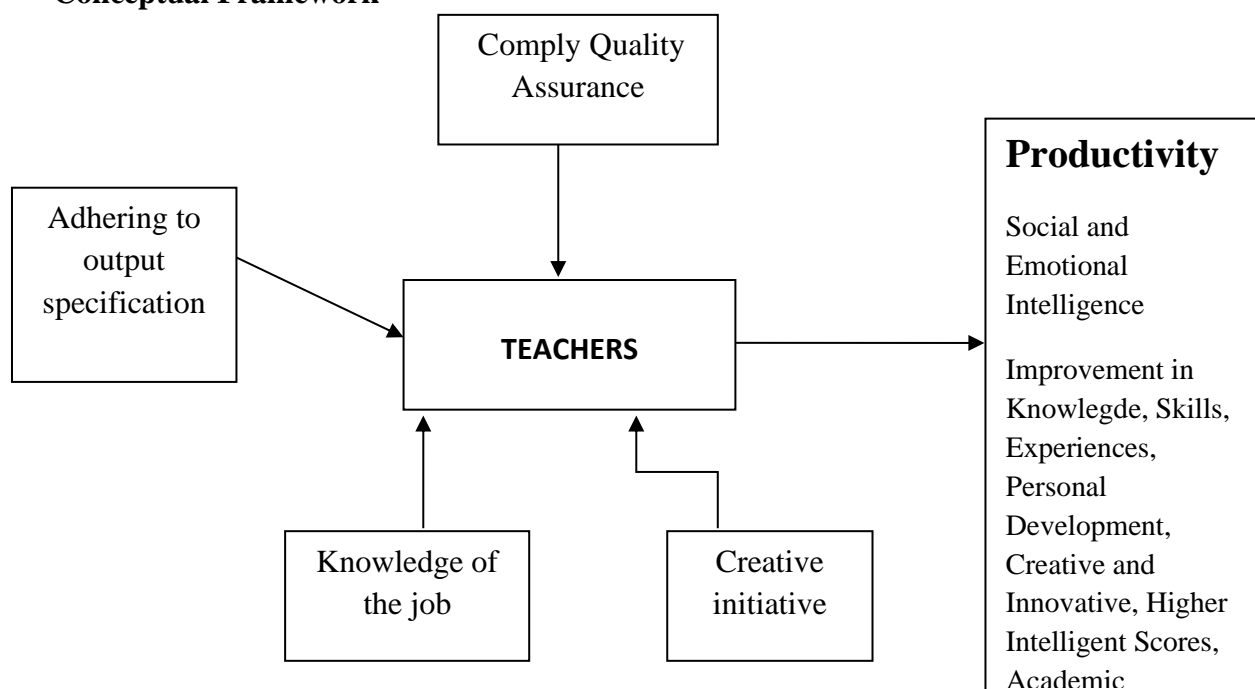 Conceptual Framework
Comply Quality
Assurance
Adhering to
output
specification
TEACHERS
Knowledge of
the job
Creative
initiative
Productivity
Social and
Emotional
Intelligence
Improvement in
Knowlegde, Skills,
Experiences,
Personal
Development,
Creative and
Innovative, Higher
Intelligent Scores,
Academic